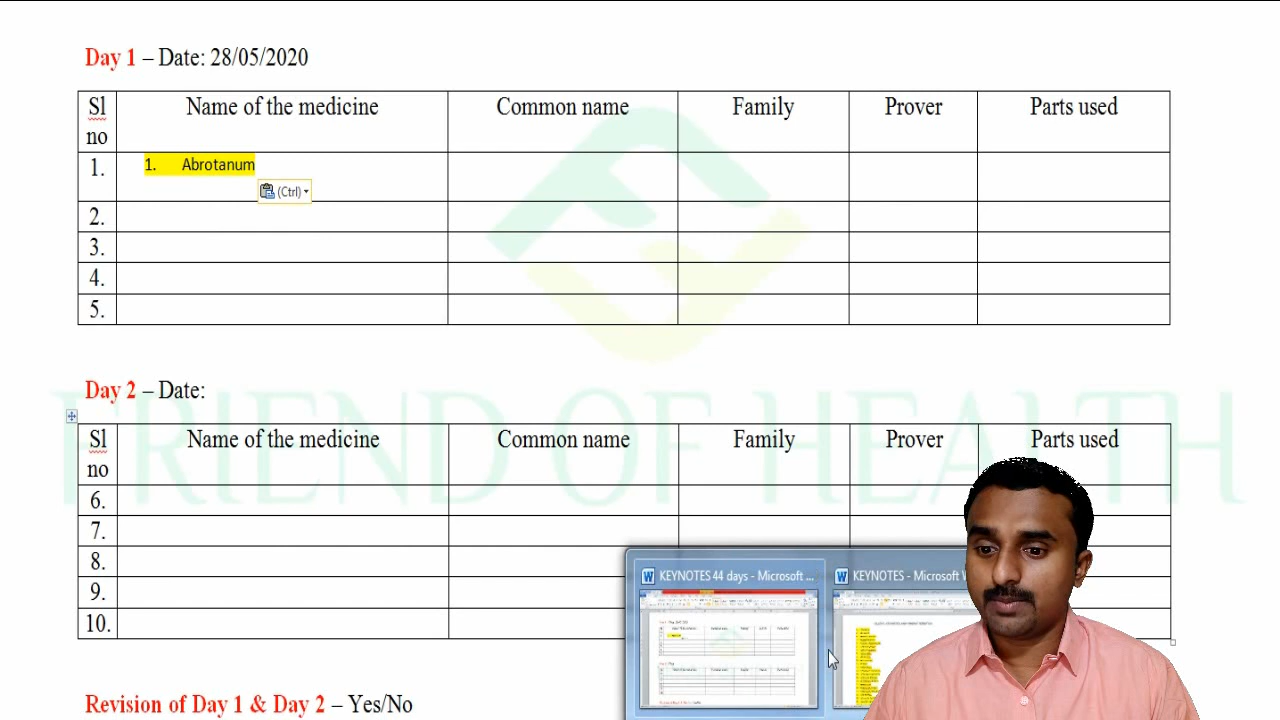 Day 1 – Date: 28/05/2020
Sl no Name of the medicine Common name Family Prover Parts used
1. 1. Abrotanum
(Ctrl)
2.
3.
4.
5.
Day 2 – Date:
FRIEND OF HEALTH
Sl no Name of the medicine Common name Family Prover Parts used
6.
7.
8.
9.
10.
KEYNOTES 44 days - Microsoft ... KEYNOTES - Microsoft
Revision of Day 1 & Day 2 – Yes/No